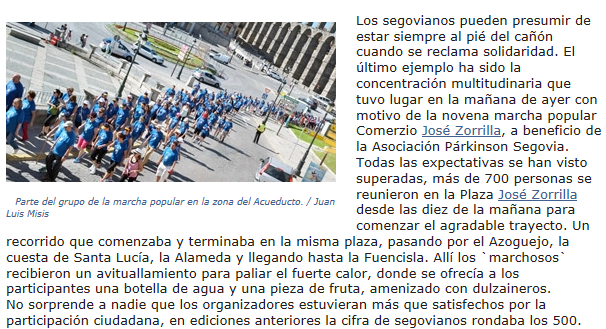 Los segovianos pueden presumir de
estar siempre al pié del cañón
cuando se reclama solidaridad. El
último ejemplo ha sido la
concentración multitudinaria que
tuvo lugar en la mañana de ayer con
motivo de la novena marcha popular
Comerzio José Zorrilla, a beneficio de
la Asociación Párkinson Segovia.
Todas las expectativas se han visto
superadas, más de 700 personas se
reunieron en la Plaza José Zorrilla
desde las diez de la mañana para
comenzar el agradable trayecto. Un
recorrido que comenzaba y terminaba en la misma plaza, pasando por el Azoguejo, la
cuesta de Santa Lucía, la Alameda y llegando hasta la Fuencisla. Allí los `marchosos`
recibieron un avituallamiento para paliar el fuerte calor, donde se ofrecía a los
participantes una botella de agua y una pieza de fruta, amenizado con dulzaineros.
No sorprende a nadie que los organizadores estuvieran más que satisfechos por la
participación ciudadana, en ediciones anteriores la cifra de segovianos rondaba los 500.
Parte del grupo de la marcha popular en la zona del Acueducto. / Juan
Luis Misis